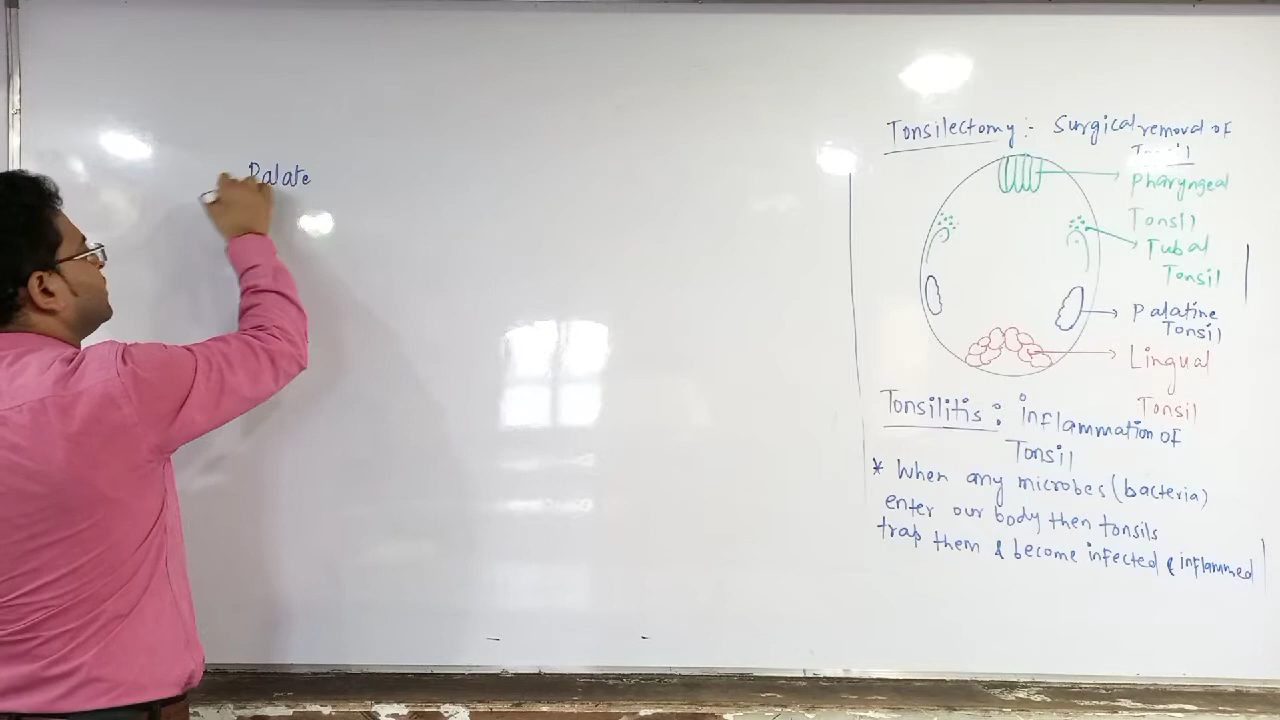 Palate
Tonsilectomy :- Surgical removal of
Tonsil
Pharyngeal
Tonsil
Tubal
Tonsil
Palatine
Tonsil
Lingual
Tonsil
Tonsilitis : inflammation of
Tonsil
* When any microbes (bacteria)
enter our body then tonsils
trap them & become infected & inflammed